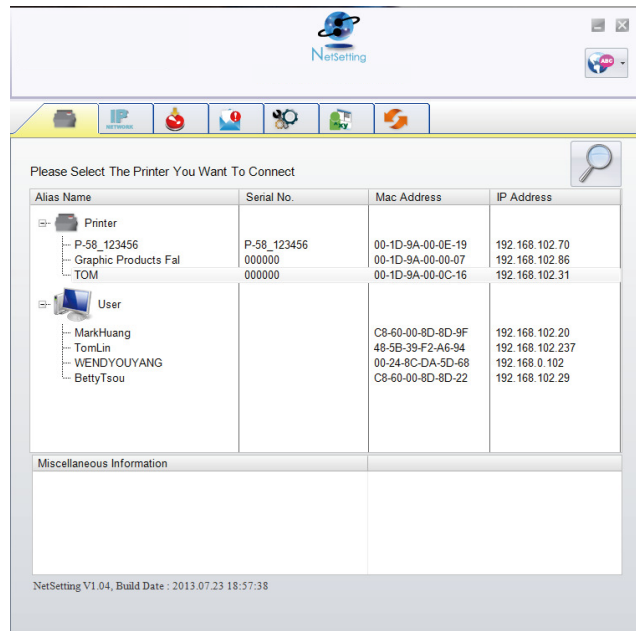 NetSetting
ABC
IP
NETWORK
xy
Please Select The Printer You Want To Connect
Alias Name Serial No. Mac Address IP Address
Printer
P-58_123456 P-58_123456 00-1D-9A-00-0E-19 192.168.102.70
Graphic Products Fal 000000 00-1D-9A-00-00-07 192.168.102.86
TOM 000000 00-1D-9A-00-0C-16 192.168.102.31
User
MarkHuang C8-60-00-8D-8D-9F 192.168.102.20
TomLin 48-5B-39-F2-A6-94 192.168.102.237
WENDYOUYANG 00-24-8C-DA-5D-68 192.168.0.102
BettyTsou C8-60-00-8D-8D-22 192.168.102.29
Miscellaneous Information
NetSetting V1.04, Build Date : 2013.07.23 18:57:38